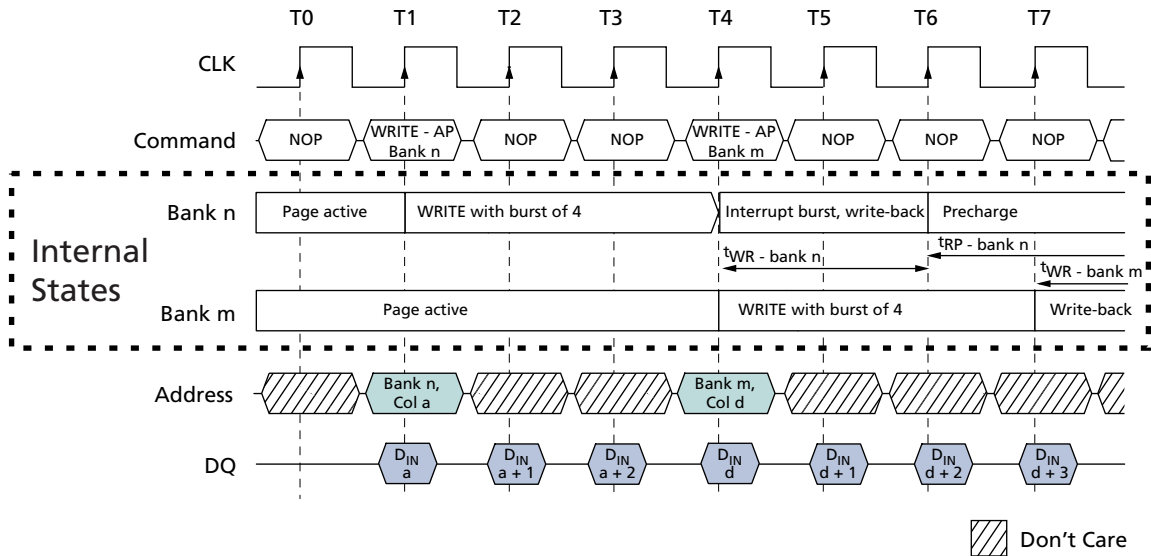 T0 T1 T2 T3 T4 T5 T6 T7
CLK
Command NOP WRITE - AP Bank n NOP NOP WRITE - AP Bank m NOP NOP NOP
Bank n Page active WRITE with burst of 4 Interrupt burst, write-back Precharge
Internal States
tWR - bank n tRP - bank n
tWR - bank m
Bank m Page active WRITE with burst of 4 Write-back
Address Bank n, Col a Bank m, Col d
DQ DIN a DIN a + 1 DIN a + 2 DIN d DIN d + 1 DIN d + 2 DIN d + 3
Don't Care